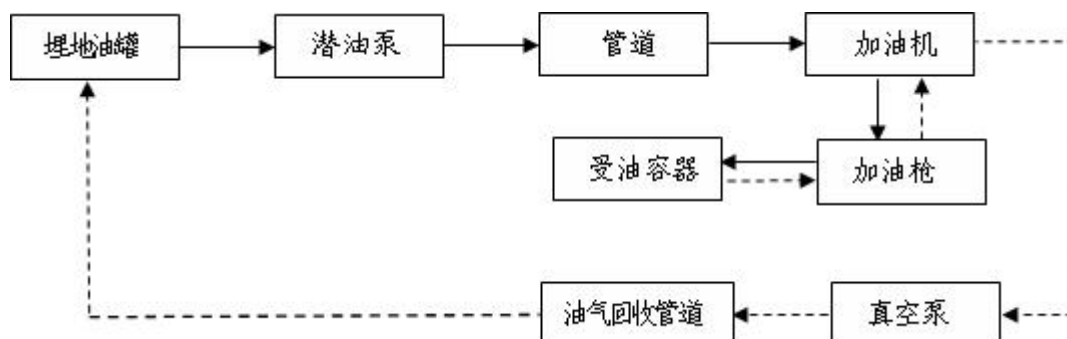 埋地油罐
潜油泵
管道
加油机
受油容器
加油枪
油气回收管道
真空泵